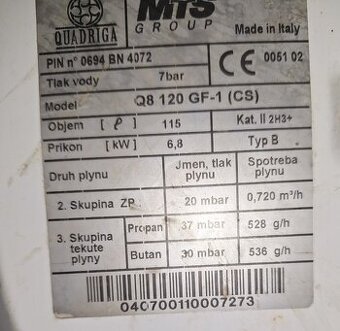 QUADRIGA
MTS
GROUP
Made in Italy
PIN n° 0694 BN 4072
CE 0051 02
Tlak vody 7bar
Model Q8 120 GF-1 (CS)
Objem [ ℓ ] 115 Kat. II 2H3+
Prikon [ kW ] 6,8 Typ B
Druh plynu Jmen. tlak plynu Spotreba plynu
2. Skupina ZP 20 mbar 0,720 m³/h
3. Skupina tekute plyny Propan 37 mbar 528 g/h
Butan 30 mbar 536 g/h
040700110007273